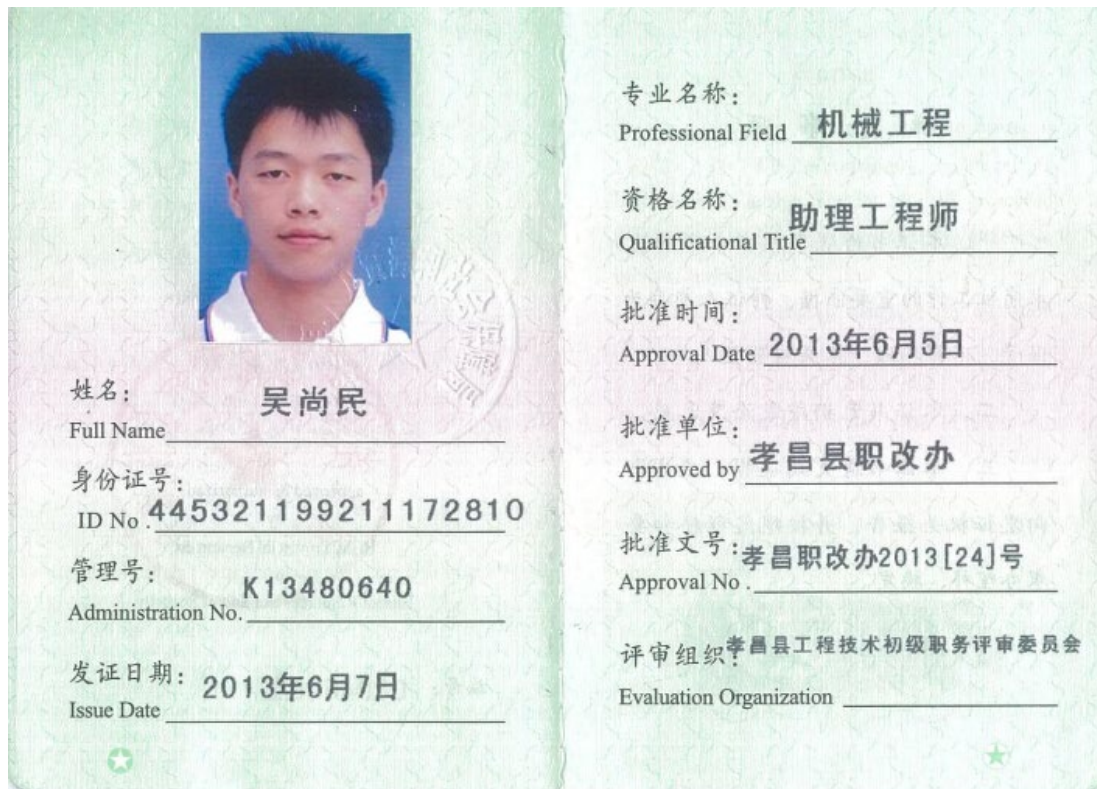 姓名：
吴尚民
Full Name
身份证号：
ID No . 445321199211172810
管理号：
K13480640
Administration No.
发证日期：
2013年6月7日
Issue Date
专业名称：
Professional Field 机械工程
资格名称：
助理工程师
Qualificational Title
批准时间：
Approval Date 2013年6月5日
批准单位：
Approved by 孝昌县职改办
批准文号：
孝昌职改办2013[24]号
Approval No .
评审组织：孝昌县工程技术初级职务评审委员会
Evaluation Organization